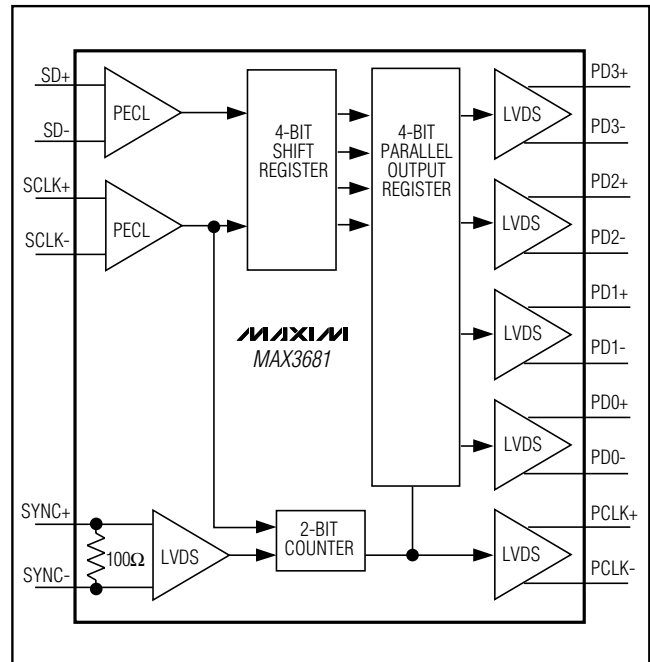 SD+
SD-
SCLK+
SCLK-
PECL
PECL
4-BIT
SHIFT
REGISTER
4-BIT
PARALLEL
OUTPUT
REGISTER
MAXIM
MAX3681
LVDS
PD3+
PD3-
LVDS
PD2+
PD2-
LVDS
PD1+
PD1-
LVDS
PD0+
PD0-
SYNC+
SYNC-
100Ω
LVDS
2-BIT
COUNTER
LVDS
PCLK+
PCLK-